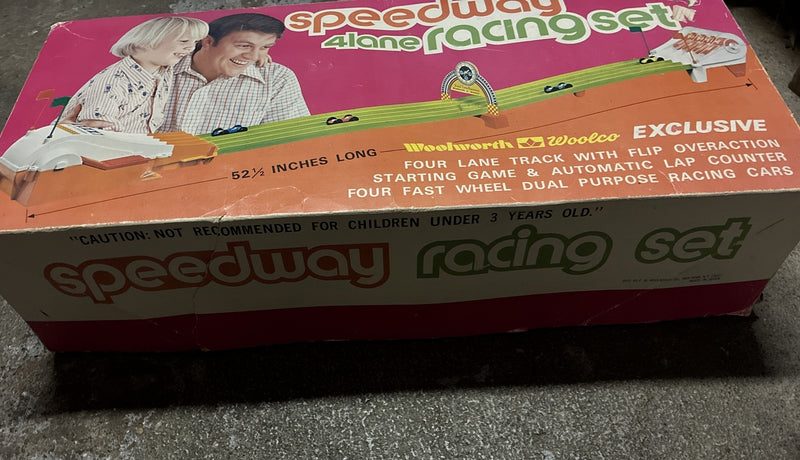 speedway
4lane racing set
52½ INCHES LONG
Woolworth Woolco EXCLUSIVE
FOUR LANE TRACK WITH FLIP OVERACTION
STARTING GAME & AUTOMATIC LAP COUNTER
FOUR FAST WHEEL DUAL PURPOSE RACING CARS
"CAUTION: NOT RECOMMENDED FOR CHILDREN UNDER 3 YEARS OLD."
speedway racing set